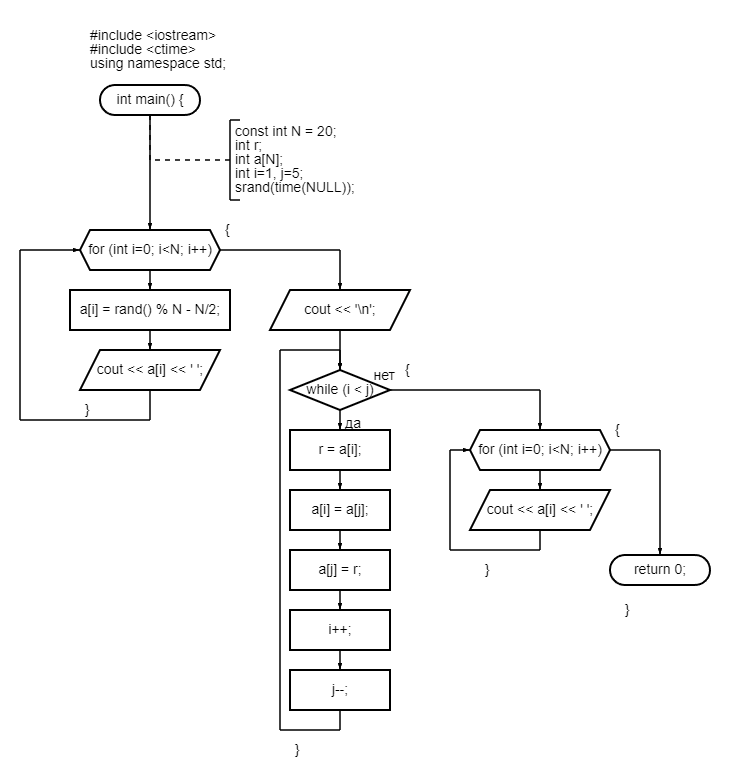 #include <iostream>
#include <ctime>
using namespace std;
int main() {
const int N = 20;
int r;
int a[N];
int i=1, j=5;
srand(time(NULL));
for (int i=0; i<N; i++)
{
a[i] = rand() % N - N/2;
cout << a[i] << ' ';
}
cout << '\n';
while (i < j)
нет
{
да
r = a[i];
a[i] = a[j];
a[j] = r;
i++;
j--;
}
for (int i=0; i<N; i++)
{
cout << a[i] << ' ';
}
return 0;
}